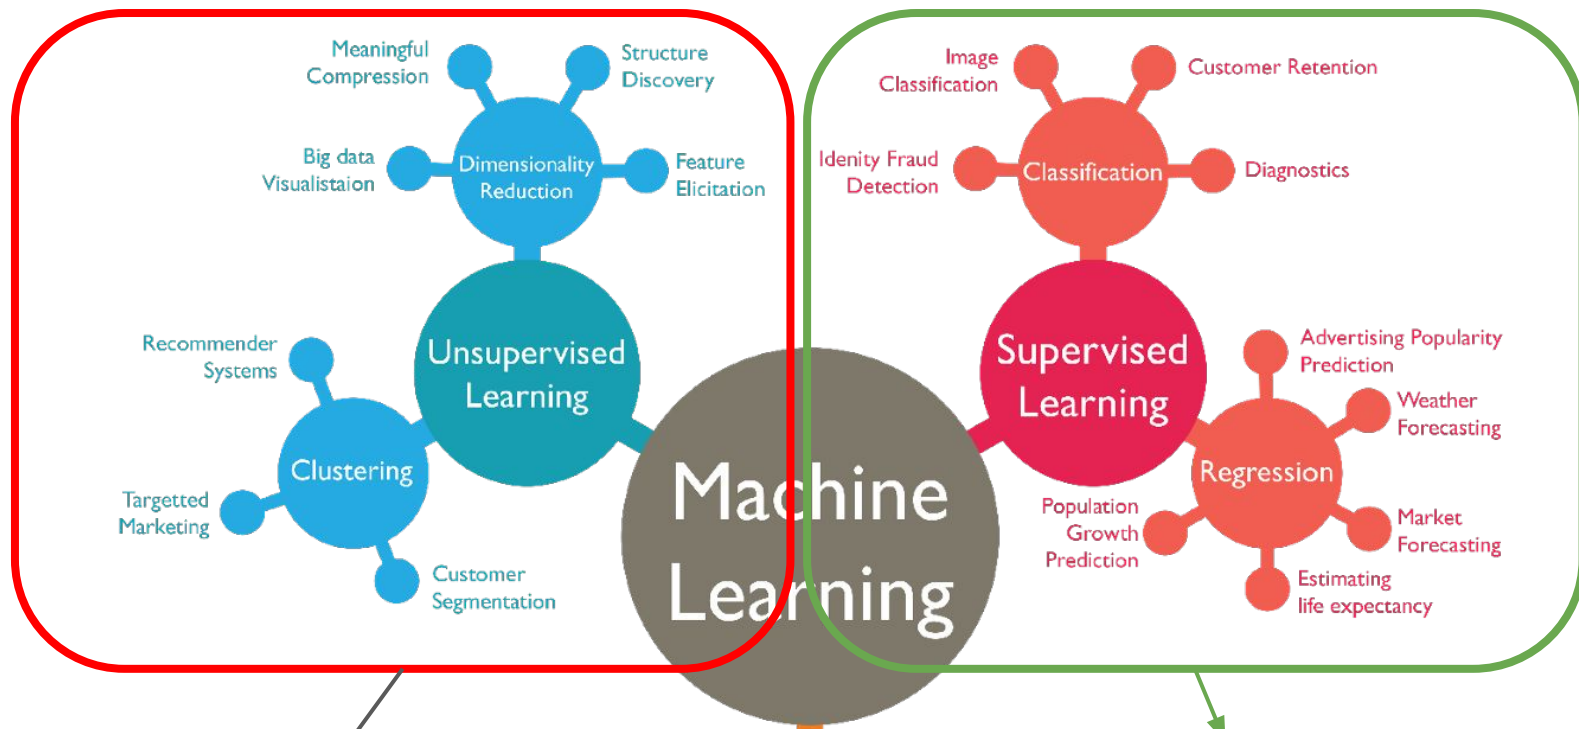 Meaningful
Compression
Structure
Discovery
Big data
Visualistaion
Dimensionality
Reduction
Feature
Elicitation
Unsupervised
Learning
Recommender
Systems
Clustering
Targetted
Marketing
Customer
Segmentation
Machine
Learning
Image
Classification
Customer Retention
Idenity Fraud
Detection
Classification
Diagnostics
Supervised
Learning
Advertising Popularity
Prediction
Weather
Forecasting
Regression
Population
Growth
Prediction
Market
Forecasting
Estimating
life expectancy